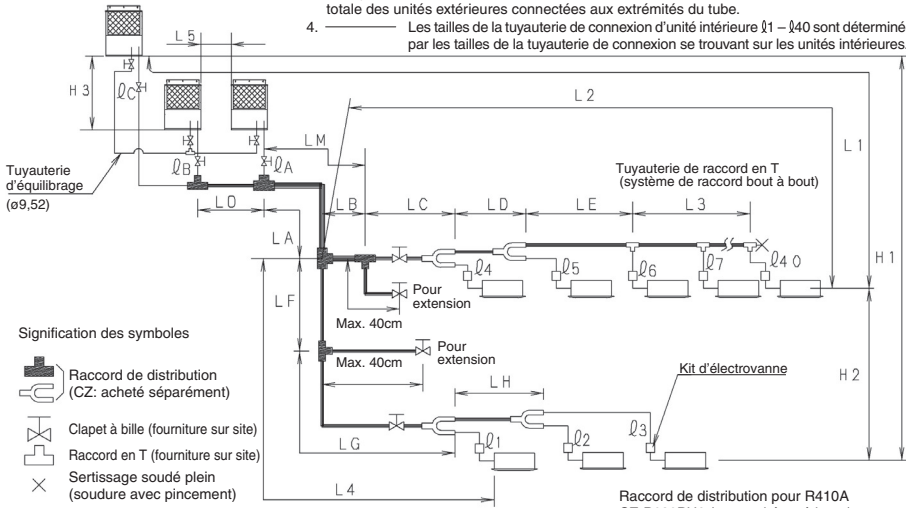 totale des unités extérieures connectées aux extrémités du tube.
4. Les tailles de la tuyauterie de connexion d'unité intérieure ℓ1 – ℓ40 sont déterminé
par les tailles de la tuyauterie de connexion se trouvant sur les unités intérieures.
L5
H3
ℓC
L2
L1
LM
ℓB
ℓA
Tuyauterie
d'équilibrage
(ø9,52)
Tuyauterie de raccord en T
(système de raccord bout à bout)
LO
LA
LB
LC
LD
LE
L3
H1
ℓ4
ℓ5
ℓ6
ℓ7
ℓ40
Pour
extension
Max. 40cm
LF
Pour
extension
Max. 40cm
H2
Signification des symboles
Raccord de distribution
(CZ: acheté séparément)
Clapet à bille (fourniture sur site)
Raccord en T (fourniture sur site)
Sertissage soudé plein
(soudure avec pincement)
LH
Kit d'électrovanne
LG
ℓ1
ℓ2
ℓ3
L4
Raccord de distribution pour R410A